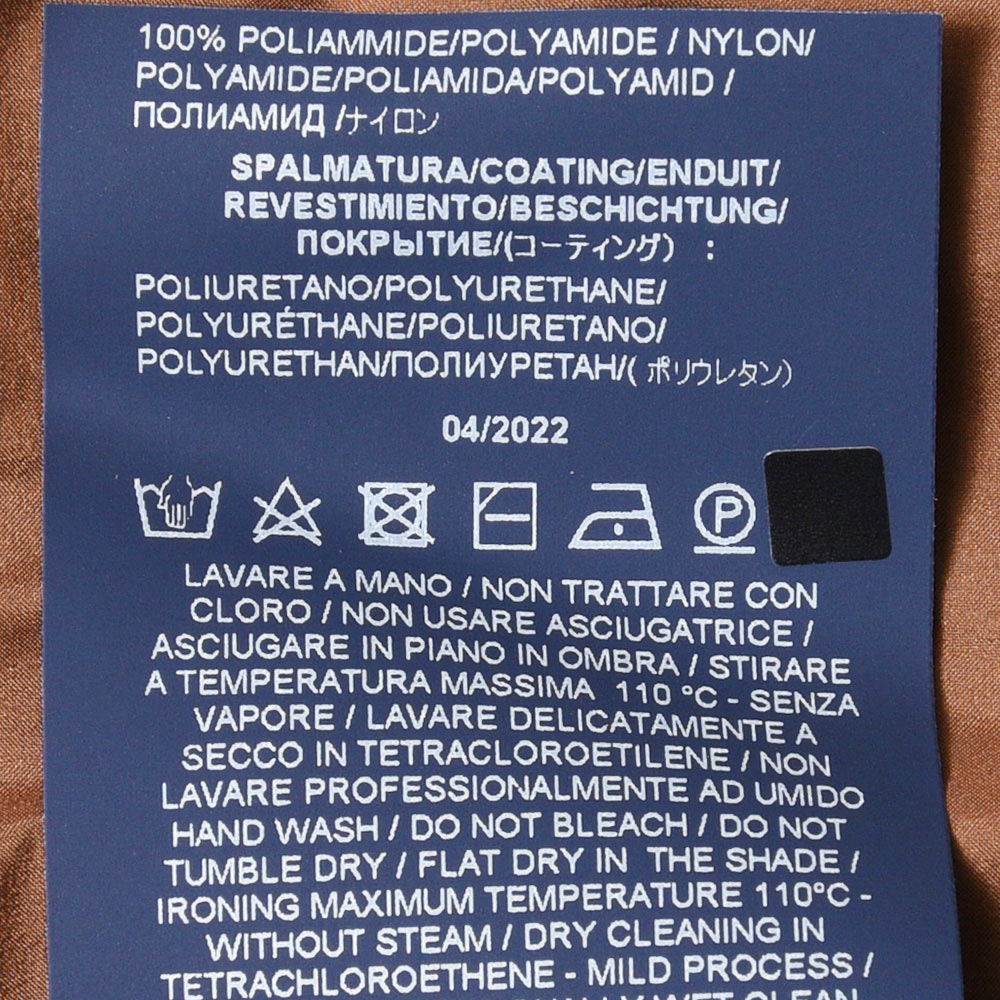 100% POLIAMMIDE/POLYAMIDE / NYLON/
POLYAMIDE/POLIAMIDA/POLYAMID /
ПОЛИАМИД /ナイロン
SPALMATURA/COATING/ENDUIT/
REVESTIMIENTO/BESCHICHTUNG/
ПОКРЫТИЕ/(コーティング) :
POLIURETANO/POLYURETHANE/
POLYURÉTHANE/POLIURETANO/
POLYURETHAN/ПОЛИУРЕТАН/( ポリウレタン)
04/2022
P
LAVARE A MANO / NON TRATTARE CON
CLORO / NON USARE ASCIUGATRICE /
ASCIUGARE IN PIANO IN OMBRA / STIRARE
A TEMPERATURA MASSIMA 110 °C - SENZA
VAPORE / LAVARE DELICATAMENTE A
SECCO IN TETRACLOROETILENE / NON
LAVARE PROFESSIONALMENTE AD UMIDO
HAND WASH / DO NOT BLEACH / DO NOT
TUMBLE DRY / FLAT DRY IN THE SHADE /
IRONING MAXIMUM TEMPERATURE 110°C -
WITHOUT STEAM / DRY CLEANING IN
TETRACHLOROETHENE - MILD PROCESS /
WET CLEAN